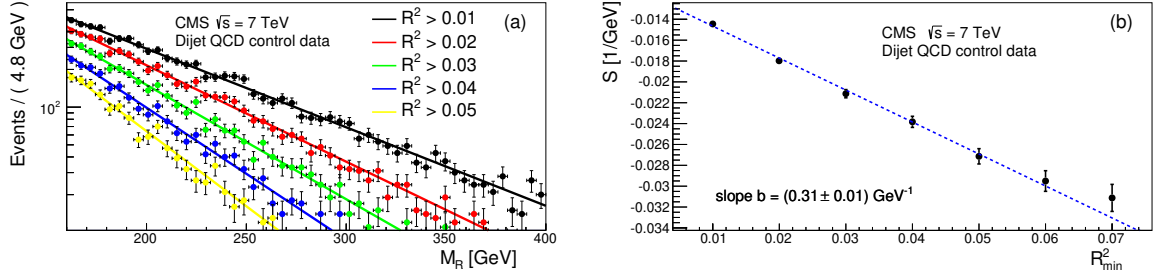 CMS √s = 7 TeV
Dijet QCD control data
(a)
R² > 0.01
R² > 0.02
R² > 0.03
R² > 0.04
R² > 0.05
Events / ( 4.8 GeV )
10²
200 250 300 350 400
M_R [GeV]
CMS √s = 7 TeV
Dijet QCD control data
(b)
S [1/GeV]
-0.014
-0.016
-0.018
-0.02
-0.022
-0.024
-0.026
-0.028
-0.03
-0.032
-0.034
slope b = (0.31 ± 0.01) GeV⁻¹
0.01 0.02 0.03 0.04 0.05 0.06 0.07
R²_min